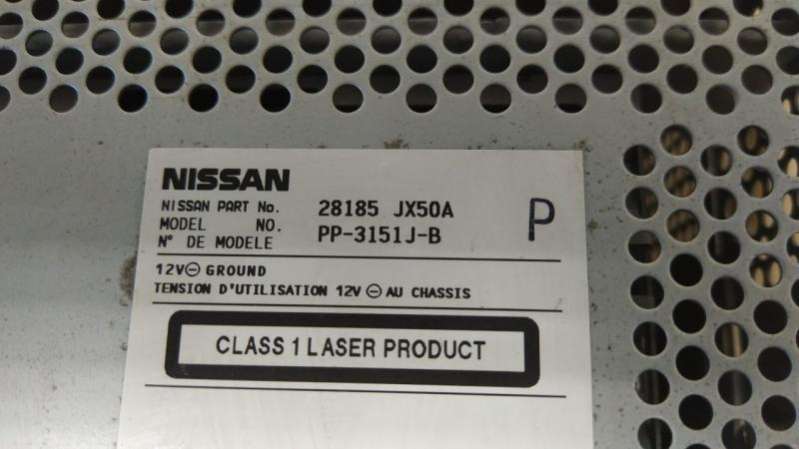 NISSAN
NISSAN PART No. 28185 JX50A
MODEL NO. PP-3151J-B
N° DE MODELE
P
12V⊖ GROUND
TENSION D'UTILISATION 12V ⊖ AU CHASSIS
CLASS 1 LASER PRODUCT